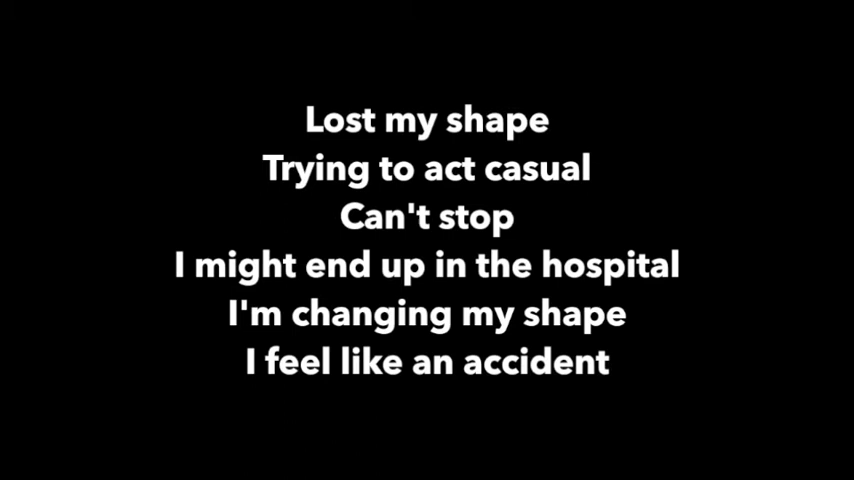 Lost my shape
Trying to act casual
Can't stop
I might end up in the hospital
I'm changing my shape
I feel like an accident